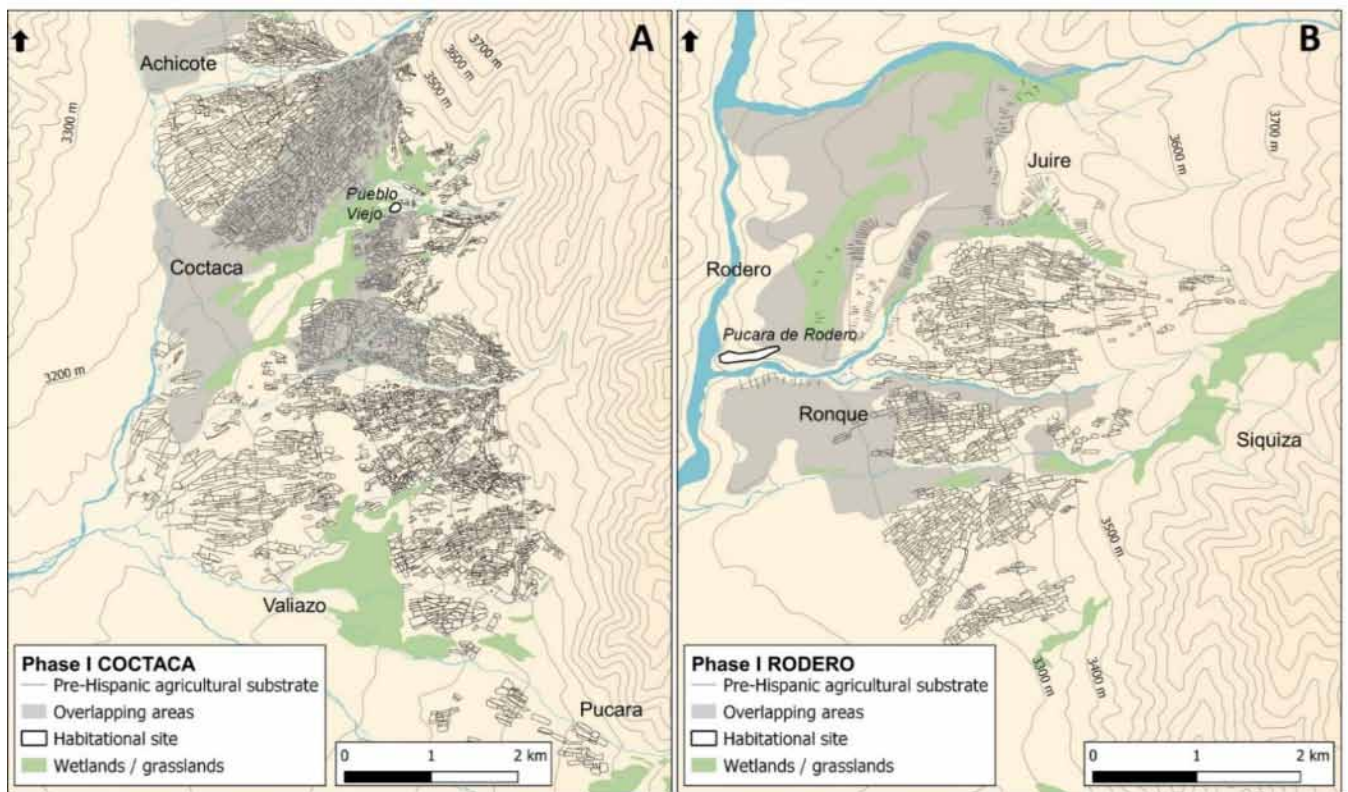 A
Achicote
3700 m
3600 m
3500 m
3300 m
Pueblo
Viejo
Coctaca
3200 m
Valiazo
Pucara
Phase I COCTACA
Pre-Hispanic agricultural substrate
Overlapping areas
Habitational site
Wetlands / grasslands
0 1 2 km
B
3700 m
3600 m
Juire
Rodero
Pucara de Rodero
Ronque
Siquiza
3500 m
3400 m
3300 m
Phase I RODERO
Pre-Hispanic agricultural substrate
Overlapping areas
Habitational site
Wetlands / grasslands
0 1 2 km